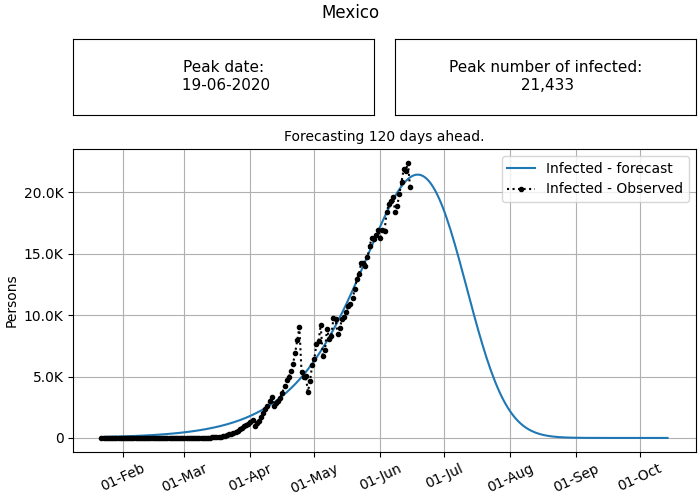 Mexico
Peak date:
19-06-2020
Peak number of infected:
21,433
Forecasting 120 days ahead.
Infected - forecast
Infected - Observed
Persons
20.0K
15.0K
10.0K
5.0K
0
01-Feb
01-Mar
01-Apr
01-May
01-Jun
01-Jul
01-Aug
01-Sep
01-Oct